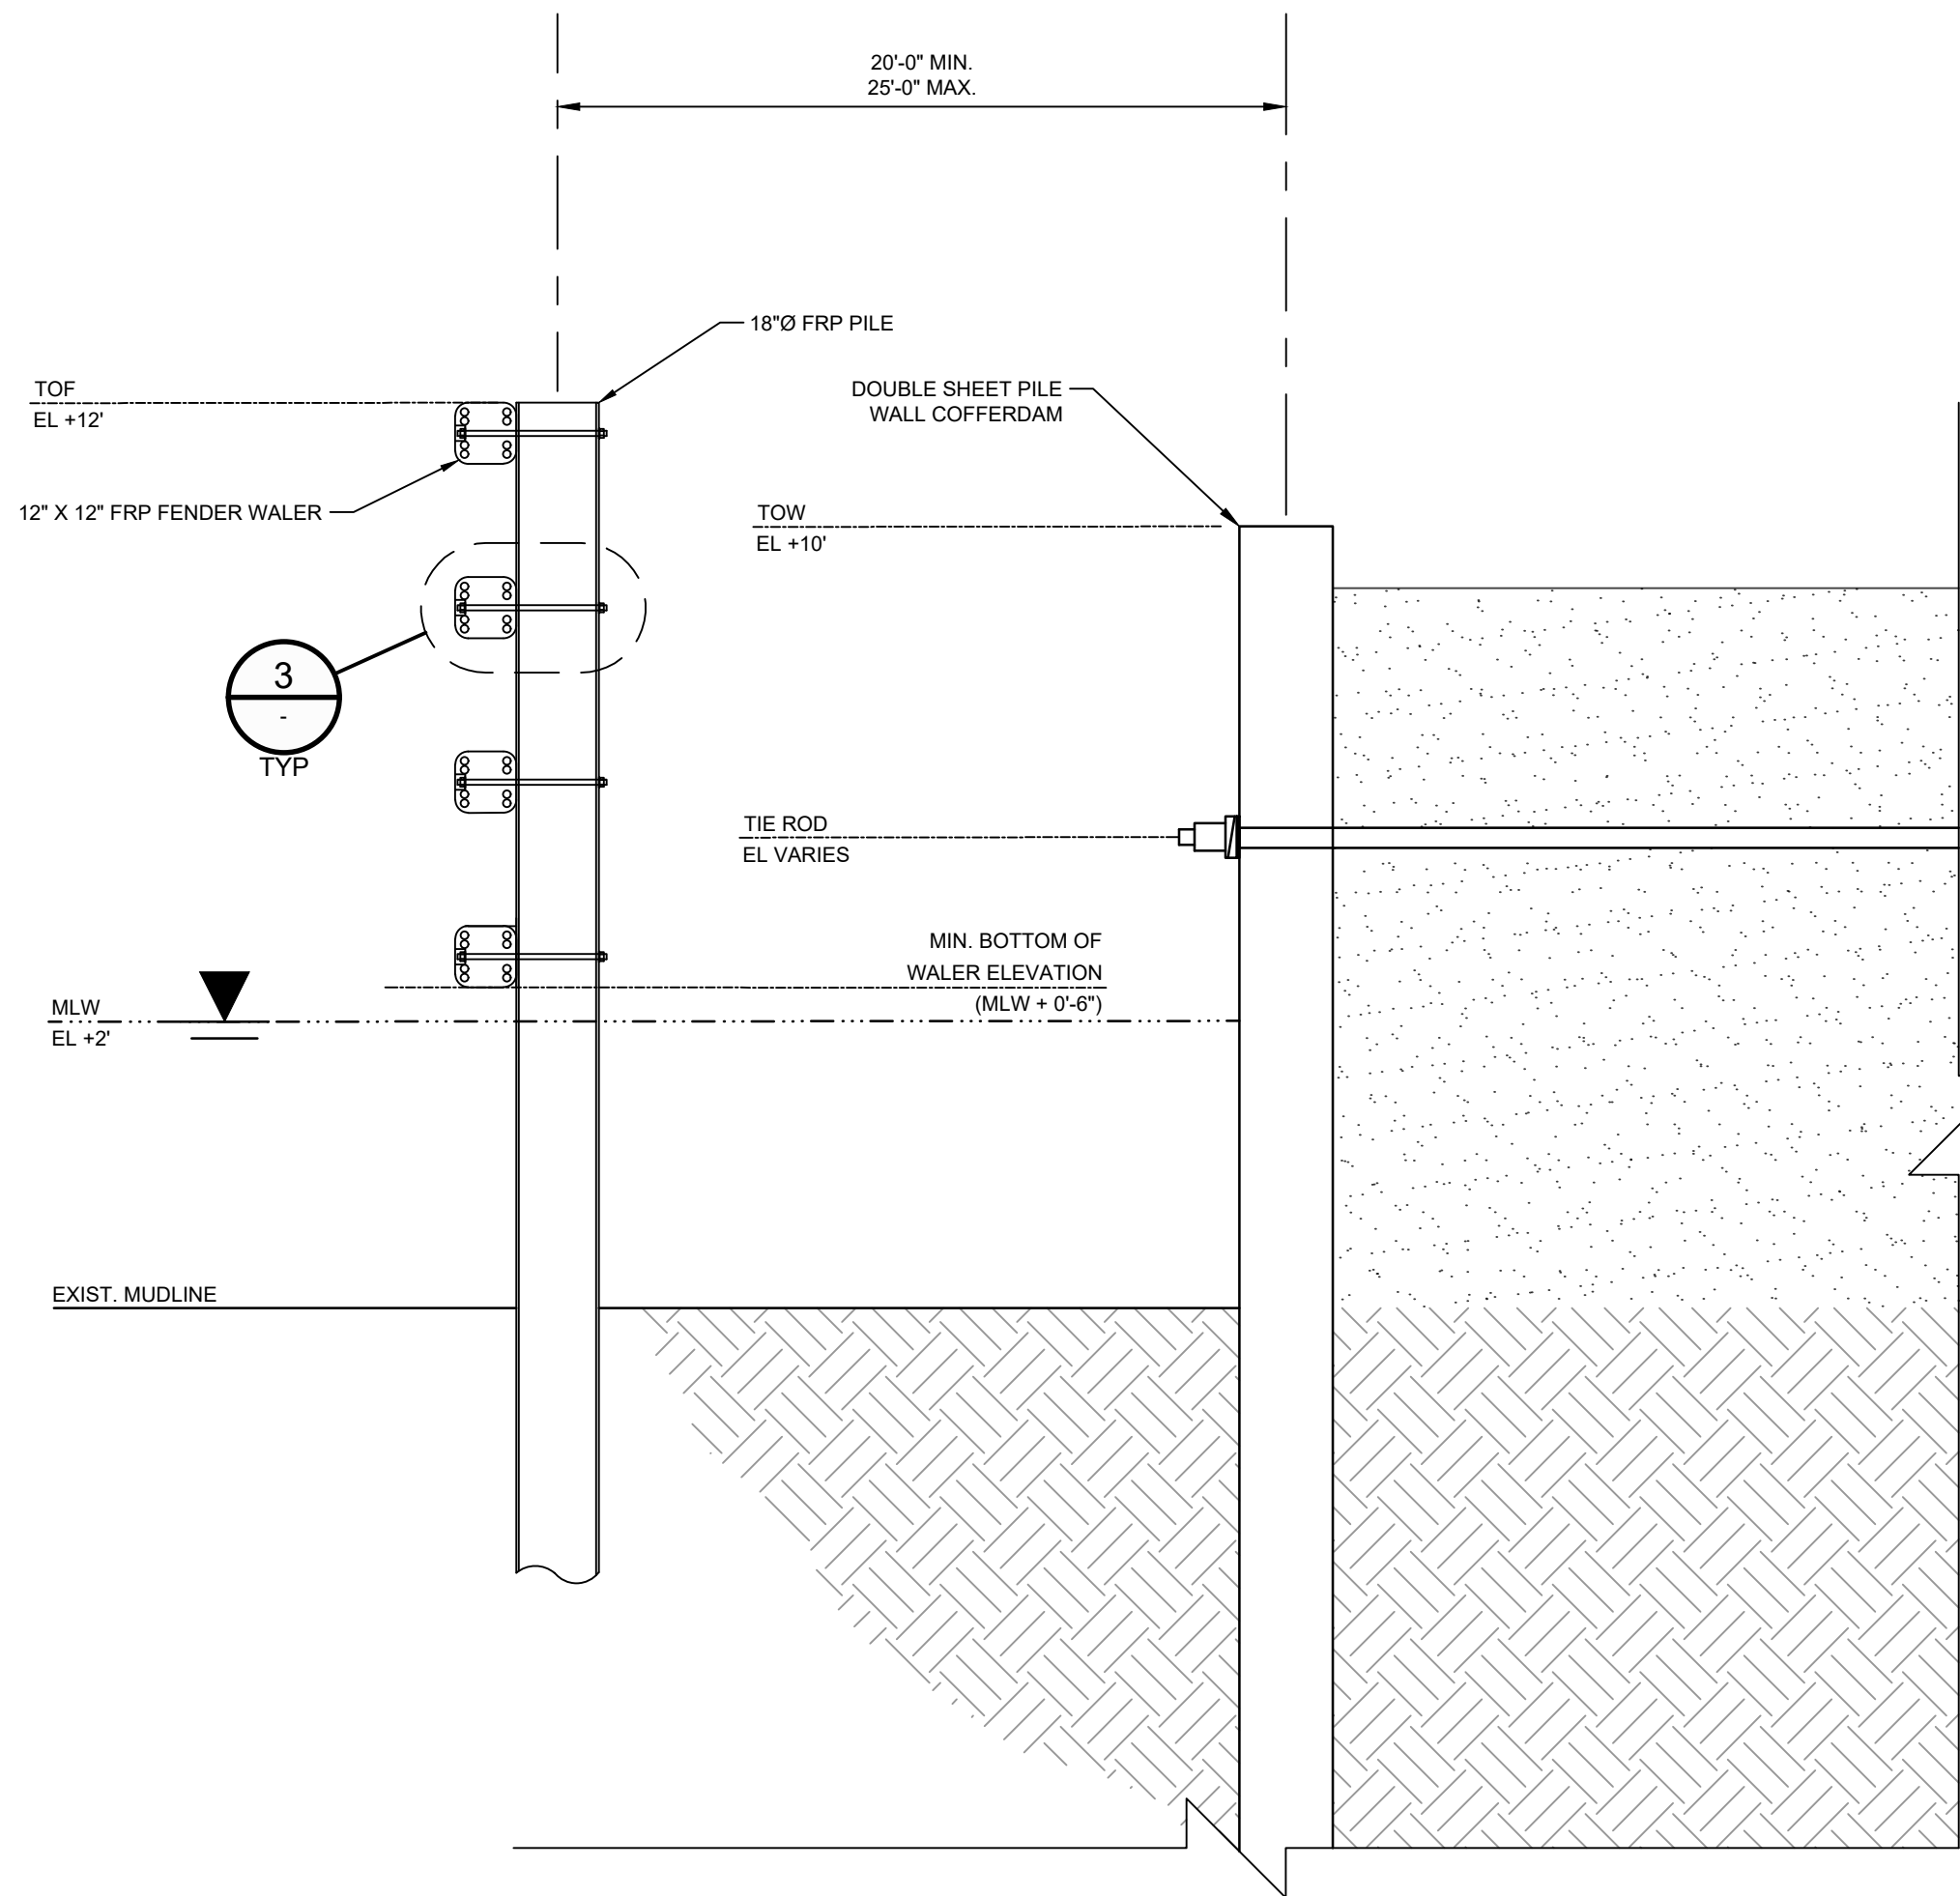 20'-0" MIN.
25'-0" MAX.
18"Ø FRP PILE
TOF
EL +12'
DOUBLE SHEET PILE
WALL COFFERDAM
12" X 12" FRP FENDER WALER
TOW
EL +10'
3
-
TYP
TIE ROD
EL VARIES
MIN. BOTTOM OF
WALER ELEVATION
(MLW + 0'-6")
MLW
EL +2'
EXIST. MUDLINE